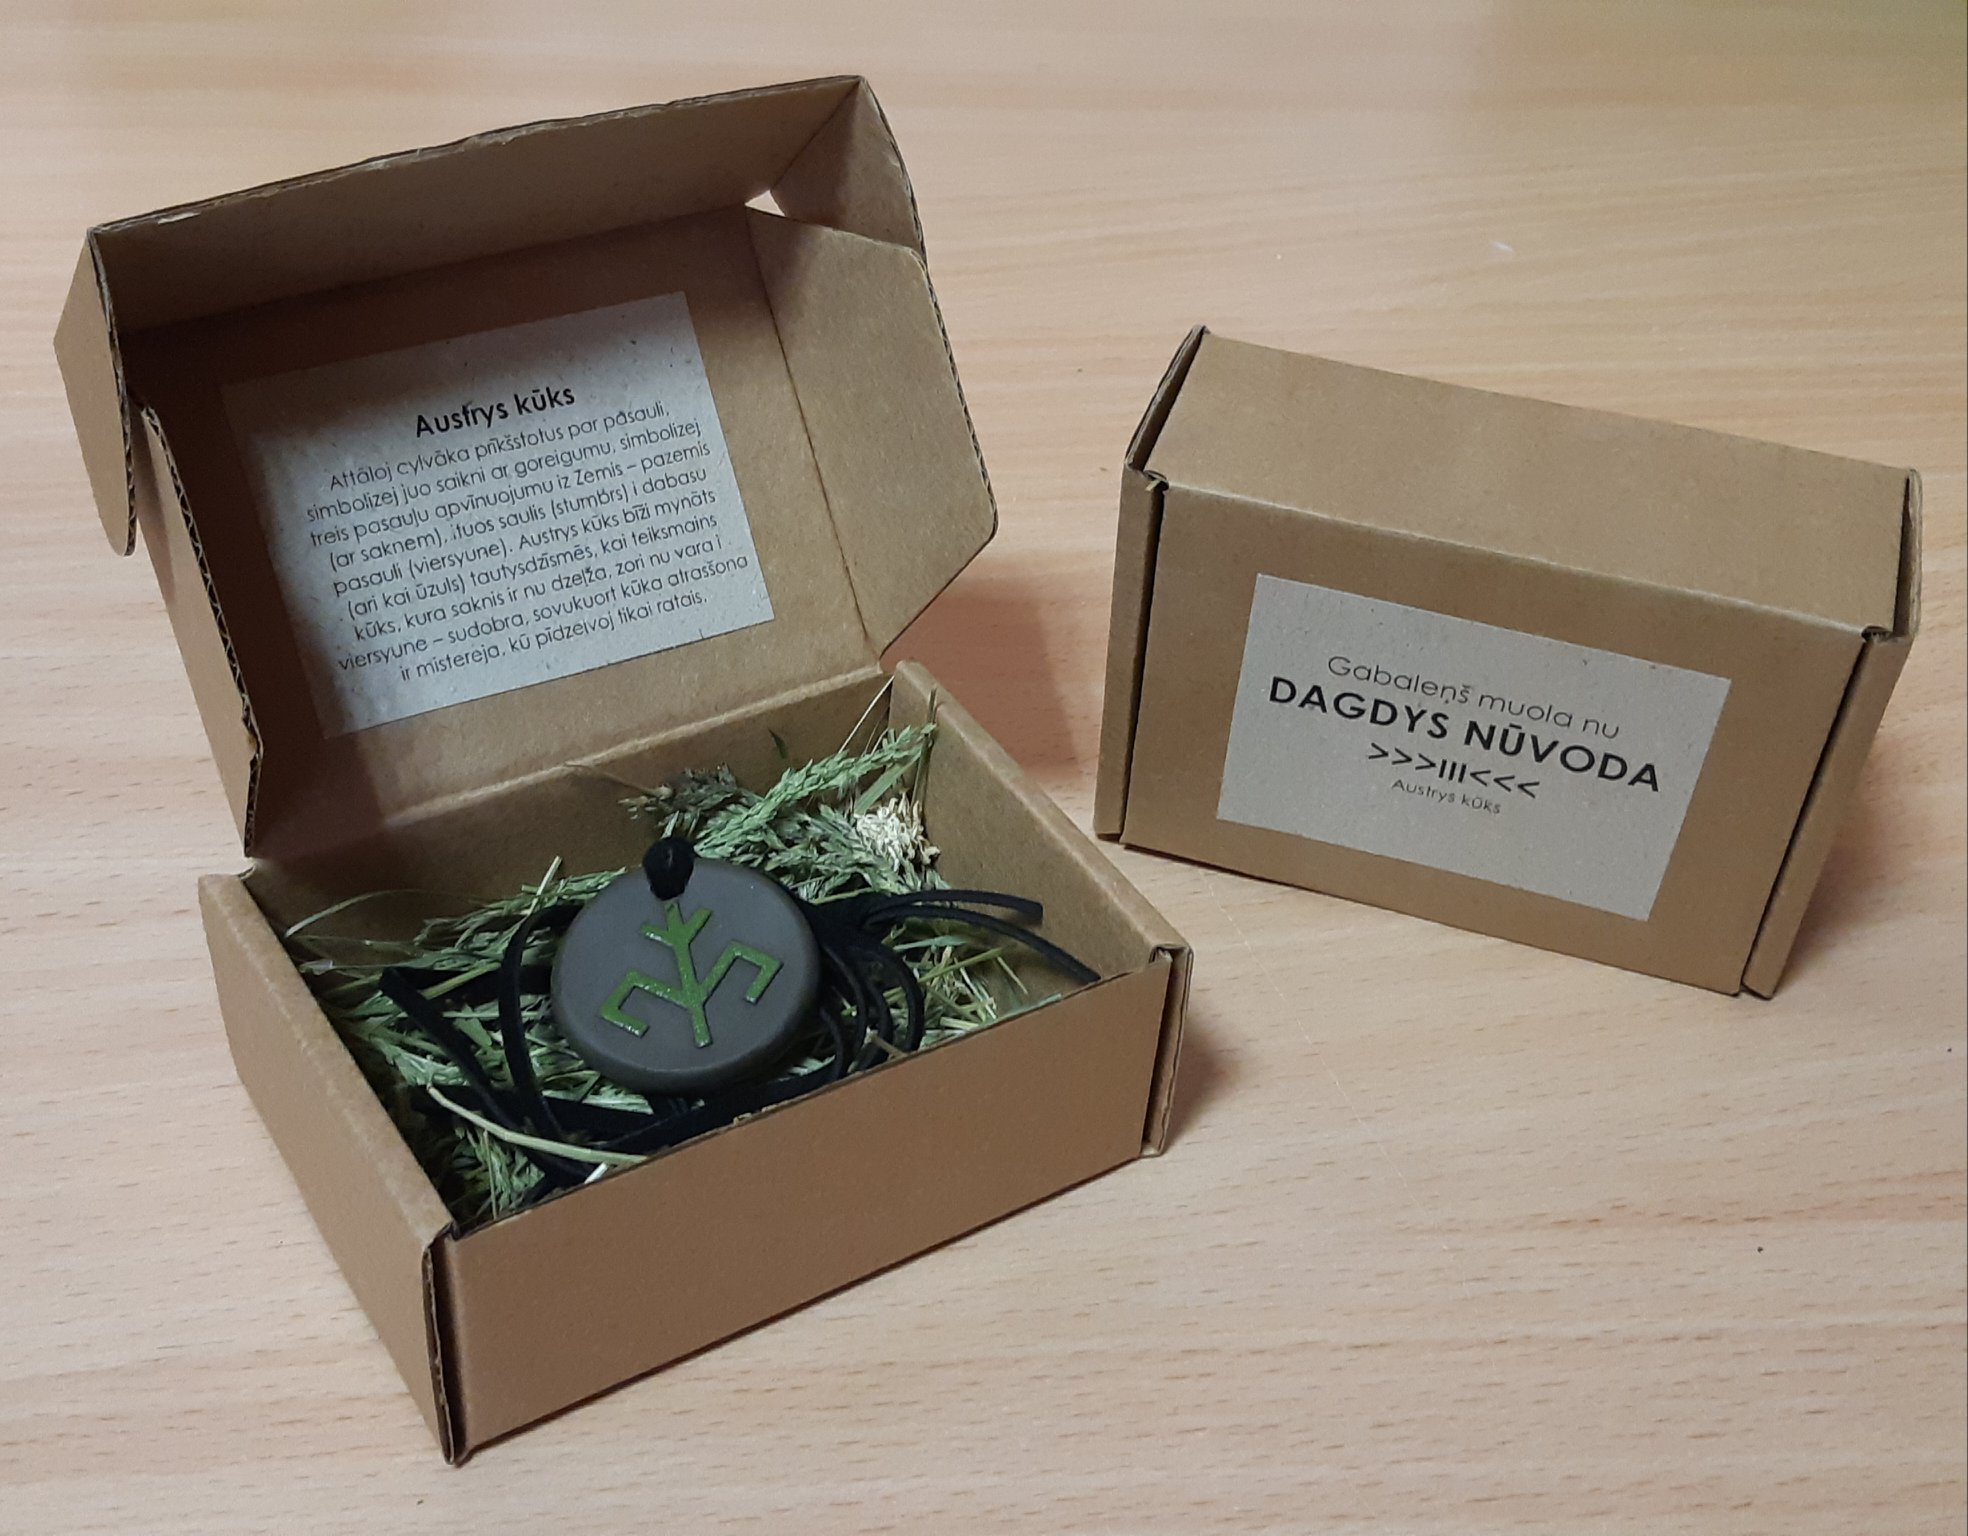 Austrys kūks
Attāloj cylvāka prīkšstotus par pasauli,
simbolizej juo saikni ar goreigumu, simbolizej
treis pasauļu apvīnuojumu iz Zemis – pazemis
(ar saknem), ituos saulis (stumbrs) i dabasu
pasauli (viersyune). Austrys kūks bīži mynāts
(ari kai ūzuls) tautysdzīsmēs, kai teiksmains
kūks, kura saknis ir nu dzeļža, zori nu vara i
viersyune – sudobra, sovukuort kūka atrasšona
ir mistereja, kū pīdzeivoj tikai ratais.
Gabaleņš muola nu
DAGDYS NŪVODA
>>>III<<<
Austrys kūks